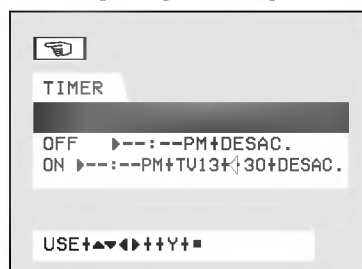 TIMER
OFF ▶--:--PM+DESAC.
ON ▶--:--PM+TV13+◁30+DESAC.
USE+▲▼◀▶++Y+■